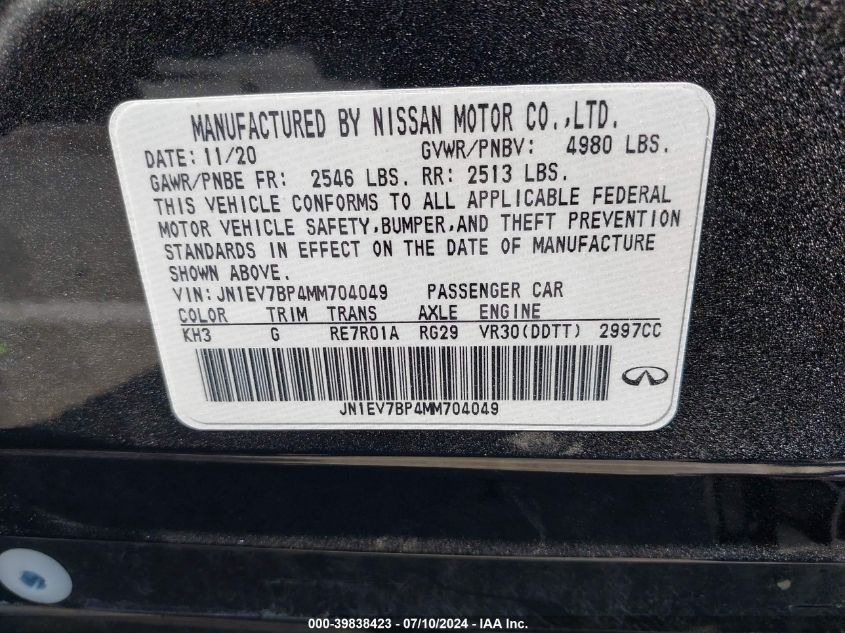 MANUFACTURED BY NISSAN MOTOR CO.,LTD.
DATE: 11/20 GVWR/PNBV: 4980 LBS.
GAWR/PNBE FR: 2546 LBS. RR: 2513 LBS.
THIS VEHICLE CONFORMS TO ALL APPLICABLE FEDERAL
MOTOR VEHICLE SAFETY,BUMPER,AND THEFT PREVENTION
STANDARDS IN EFFECT ON THE DATE OF MANUFACTURE
SHOWN ABOVE.
VIN:JN1EV7BP4MM704049 PASSENGER CAR
COLOR TRIM TRANS AXLE ENGINE
KH3 G RE7R01A RG29 VR30(DDTT) 2997CC
JN1EV7BP4MM704049
000-39838423 - 07/10/2024 - IAA Inc.